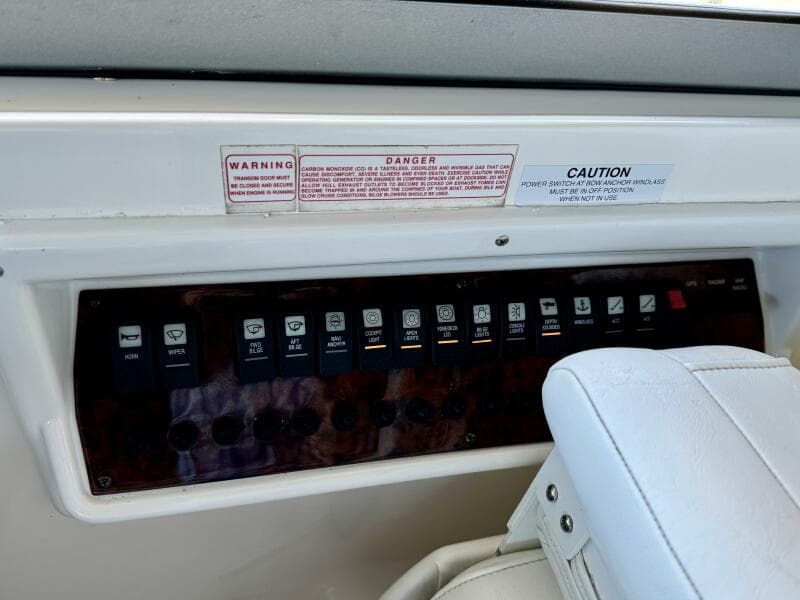 WARNING
TRANSOM DOOR MUST
BE CLOSED AND SECURE
WHEN ENGINE IS RUNNING
DANGER
CARBON MONOXIDE (CO) IS A TASTELESS, ODORLESS AND INVISIBLE GAS THAT CAN
CAUSE DISCOMFORT, SEVERE ILLNESS AND EVEN DEATH. EXERCISE CAUTION WHILE
OPERATING GENERATOR OR ENGINES IN CONFINED SPACES OR AT DOCKSIDE. DO NOT
ALLOW HULL EXHAUST OUTLETS TO BECOME BLOCKED OR EXHAUST FUMES CAN
BECOME TRAPPED IN AND AROUND THE CONFINES OF YOUR BOAT. DURING IDLE AND
SLOW CRUISE CONDITIONS, BILGE BLOWERS SHOULD BE USED.
CAUTION
POWER SWITCH AT BOW ANCHOR WINDLASS
MUST BE IN OFF POSITION
WHEN NOT IN USE
HORN
WIPER
FWD
BILGE
AFT
BILGE
NAV/
ANCHOR
COCKPIT
LIGHT
ARCH
LIGHTS
FOREDECK
LTG
BILGE
LIGHTS
CONSOLE
LIGHTS
DEPTH
SOUNDER
WINDLASS
ACC
ACC
GPS
RADAR
VHF
RADIO